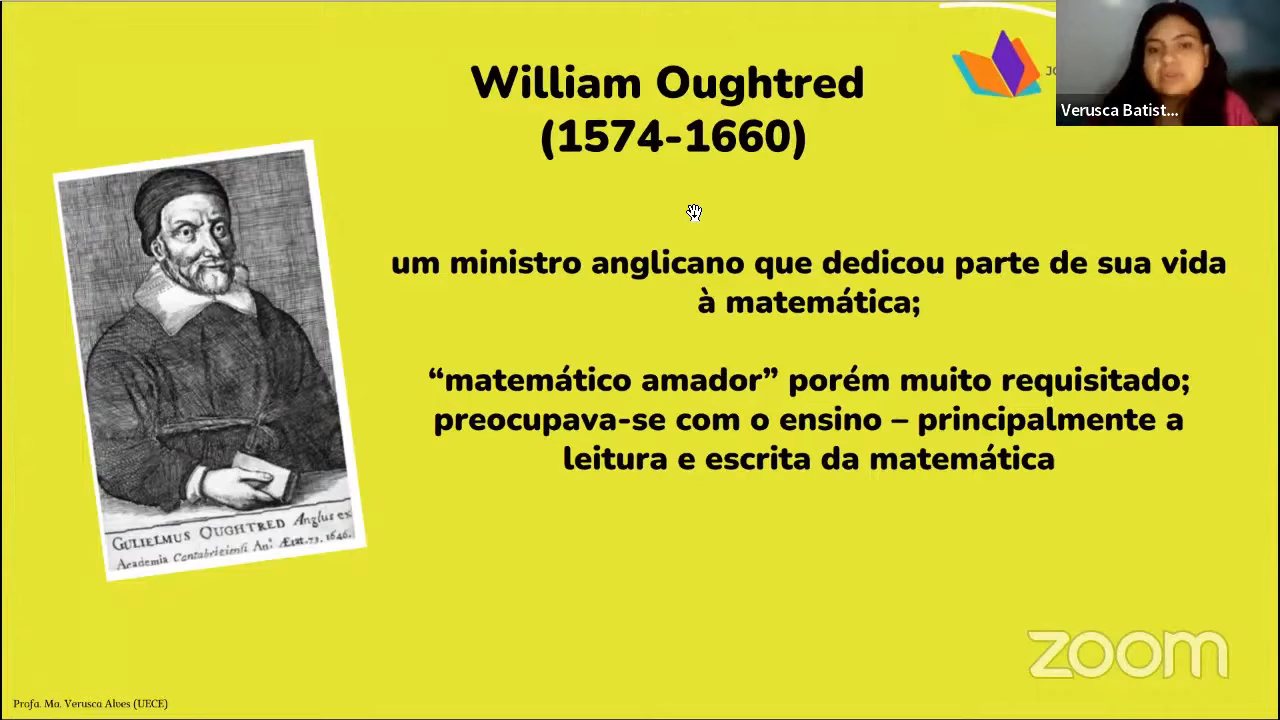 William Oughtred
(1574-1660)
Verusca Batist...
um ministro anglicano que dedicou parte de sua vida
à matemática;
“matemático amador” porém muito requisitado;
preocupava-se com o ensino – principalmente a
leitura e escrita da matemática
GULIELMUS OUGHTRED Anglus ex
Academia Cantabrigiensi An: Ætat. 73. 1646.
zoom
Profa. Ma. Verusca Alves (UECE)